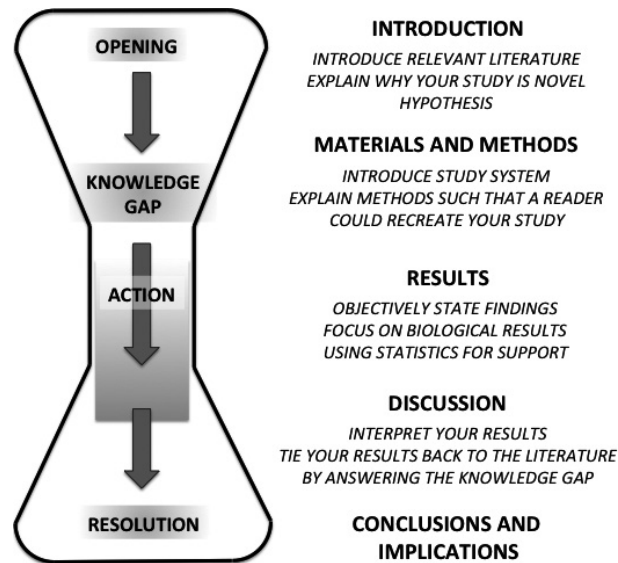 OPENING
KNOWLEDGE
GAP
ACTION
RESOLUTION
INTRODUCTION
INTRODUCE RELEVANT LITERATURE
EXPLAIN WHY YOUR STUDY IS NOVEL
HYPOTHESIS
MATERIALS AND METHODS
INTRODUCE STUDY SYSTEM
EXPLAIN METHODS SUCH THAT A READER
COULD RECREATE YOUR STUDY
RESULTS
OBJECTIVELY STATE FINDINGS
FOCUS ON BIOLOGICAL RESULTS
USING STATISTICS FOR SUPPORT
DISCUSSION
INTERPRET YOUR RESULTS
TIE YOUR RESULTS BACK TO THE LITERATURE
BY ANSWERING THE KNOWLEDGE GAP
CONCLUSIONS AND
IMPLICATIONS